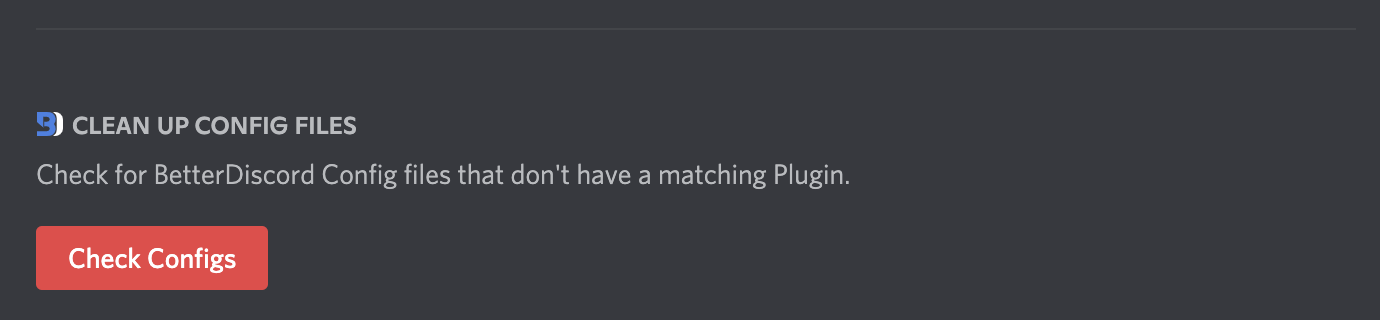 CLEAN UP CONFIG FILES
Check for BetterDiscord Config files that don't have a matching Plugin.
Check Configs